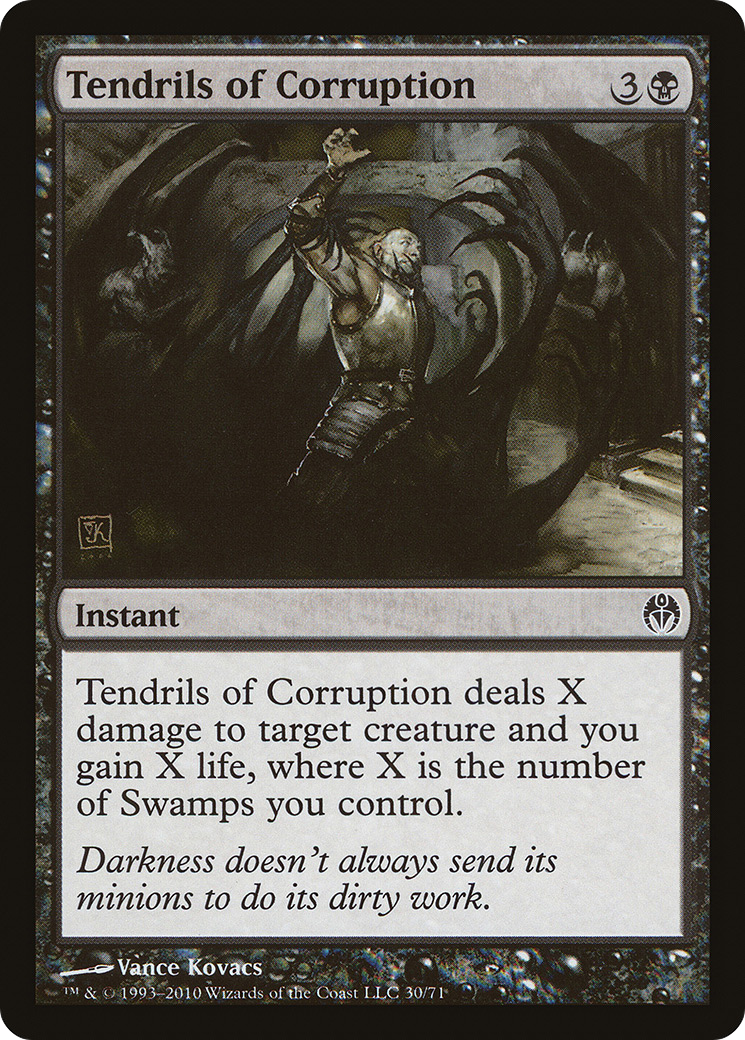 Tendrils of Corruption 3
Instant
Tendrils of Corruption deals X
damage to target creature and you
gain X life, where X is the number
of Swamps you control.
Darkness doesn't always send its
minions to do its dirty work.
Vance Kovacs
™ & © 1993–2010 Wizards of the Coast LLC 30/71